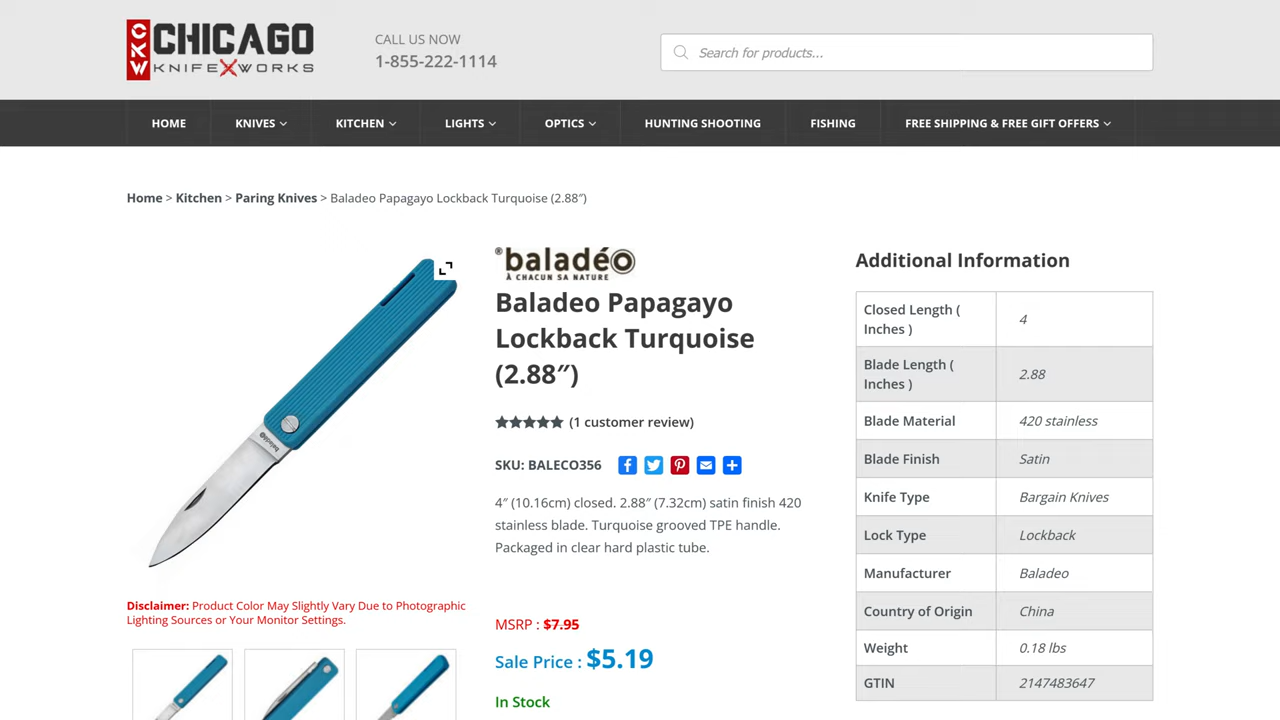 CKW
CHICAGO
KNIFEXWORKS
CALL US NOW
1-855-222-1114
Search for products...
HOME
KNIVES
KITCHEN
LIGHTS
OPTICS
HUNTING SHOOTING
FISHING
FREE SHIPPING & FREE GIFT OFFERS
Home > Kitchen > Paring Knives > Baladeo Papagayo Lockback Turquoise (2.88″)
baladéo
Disclaimer: Product Color May Slightly Vary Due to Photographic
Lighting Sources or Your Monitor Settings.
®baladéo
À CHACUN SA NATURE
Baladeo Papagayo
Lockback Turquoise
(2.88″)
(1 customer review)
SKU: BALECO356
4″ (10.16cm) closed. 2.88″ (7.32cm) satin finish 420
stainless blade. Turquoise grooved TPE handle.
Packaged in clear hard plastic tube.
MSRP : $7.95
Sale Price : $5.19
In Stock
Additional Information
Closed Length (
Inches )
4
Blade Length (
Inches )
2.88
Blade Material
420 stainless
Blade Finish
Satin
Knife Type
Bargain Knives
Lock Type
Lockback
Manufacturer
Baladeo
Country of Origin
China
Weight
0.18 lbs
GTIN
2147483647